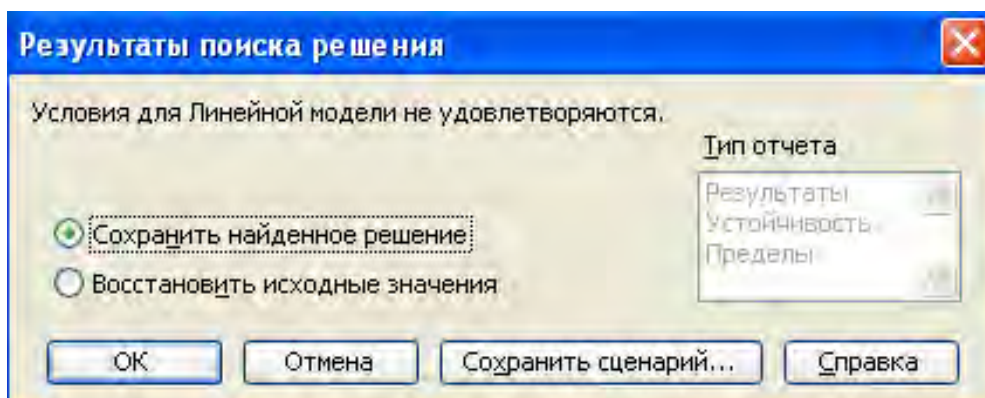 Результаты поиска решения
Условия для Линейной модели не удовлетворяются.
Тип отчета
Результаты
Устойчивость
Пределы
Сохранить найденное решение
Восстановить исходные значения
ОК
Отмена
Сохранить сценарий...
Справка